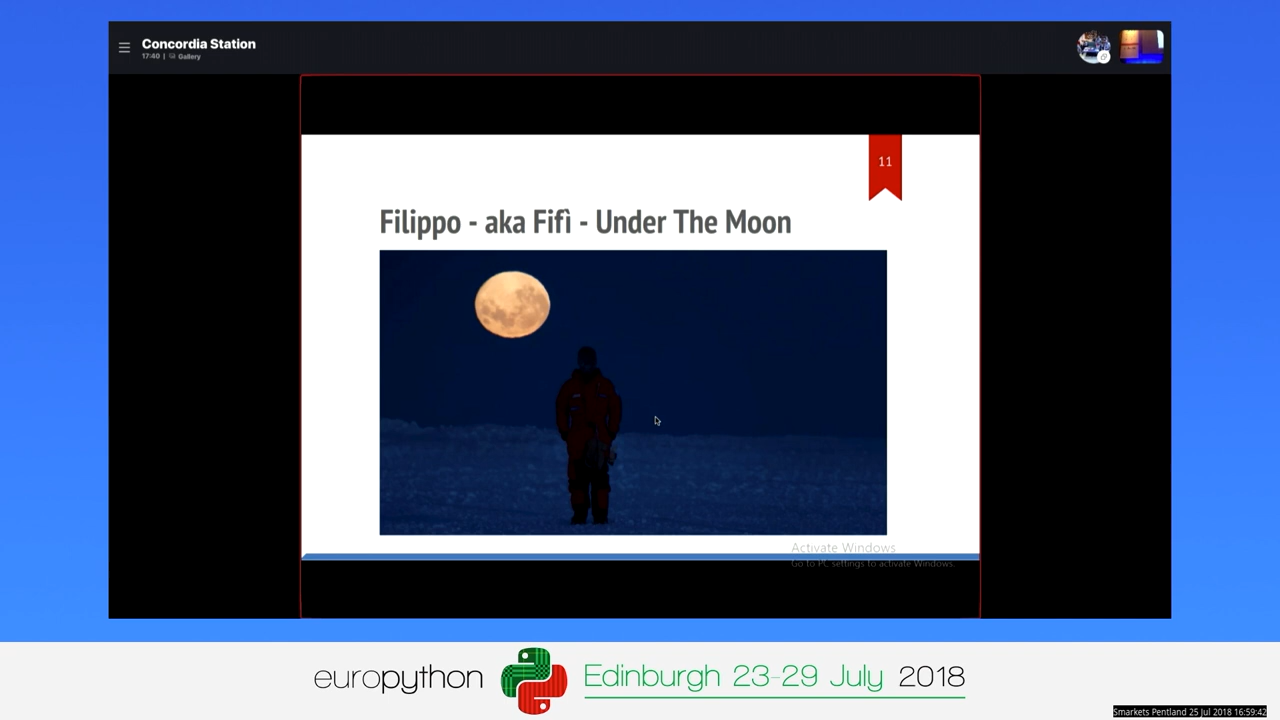 Concordia Station
17:40 | Gallery
11
Filippo - aka Fifì - Under The Moon
Activate Windows
Go to PC settings to activate Windows.
europython
Edinburgh 23-29 July 2018
Smarkets Pentland 25 Jul 2018 16:59:42